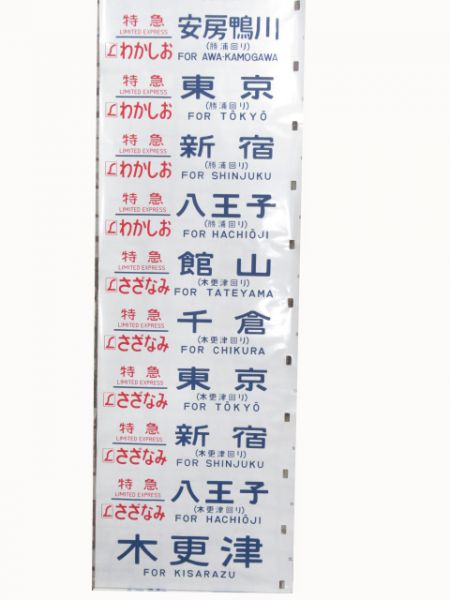 特急 安房鴨川
LIMITED EXPRESS (勝浦回り)
L わかしお FOR AWA-KAMOGAWA
特急 東京
LIMITED EXPRESS (勝浦回り)
L わかしお FOR TŌKYŌ
特急 新宿
LIMITED EXPRESS (勝浦回り)
L わかしお FOR SHINJUKU
特急 八王子
LIMITED EXPRESS (勝浦回り)
L わかしお FOR HACHIŌJI
特急 館山
LIMITED EXPRESS (木更津回り)
L さざなみ FOR TATEYAMA
特急 千倉
LIMITED EXPRESS (木更津回り)
L さざなみ FOR CHIKURA
特急 東京
LIMITED EXPRESS (木更津回り)
L さざなみ FOR TŌKYŌ
特急 新宿
LIMITED EXPRESS (木更津回り)
L さざなみ FOR SHINJUKU
特急 八王子
LIMITED EXPRESS (木更津回り)
L さざなみ FOR HACHIŌJI
木更津
FOR KISARAZU